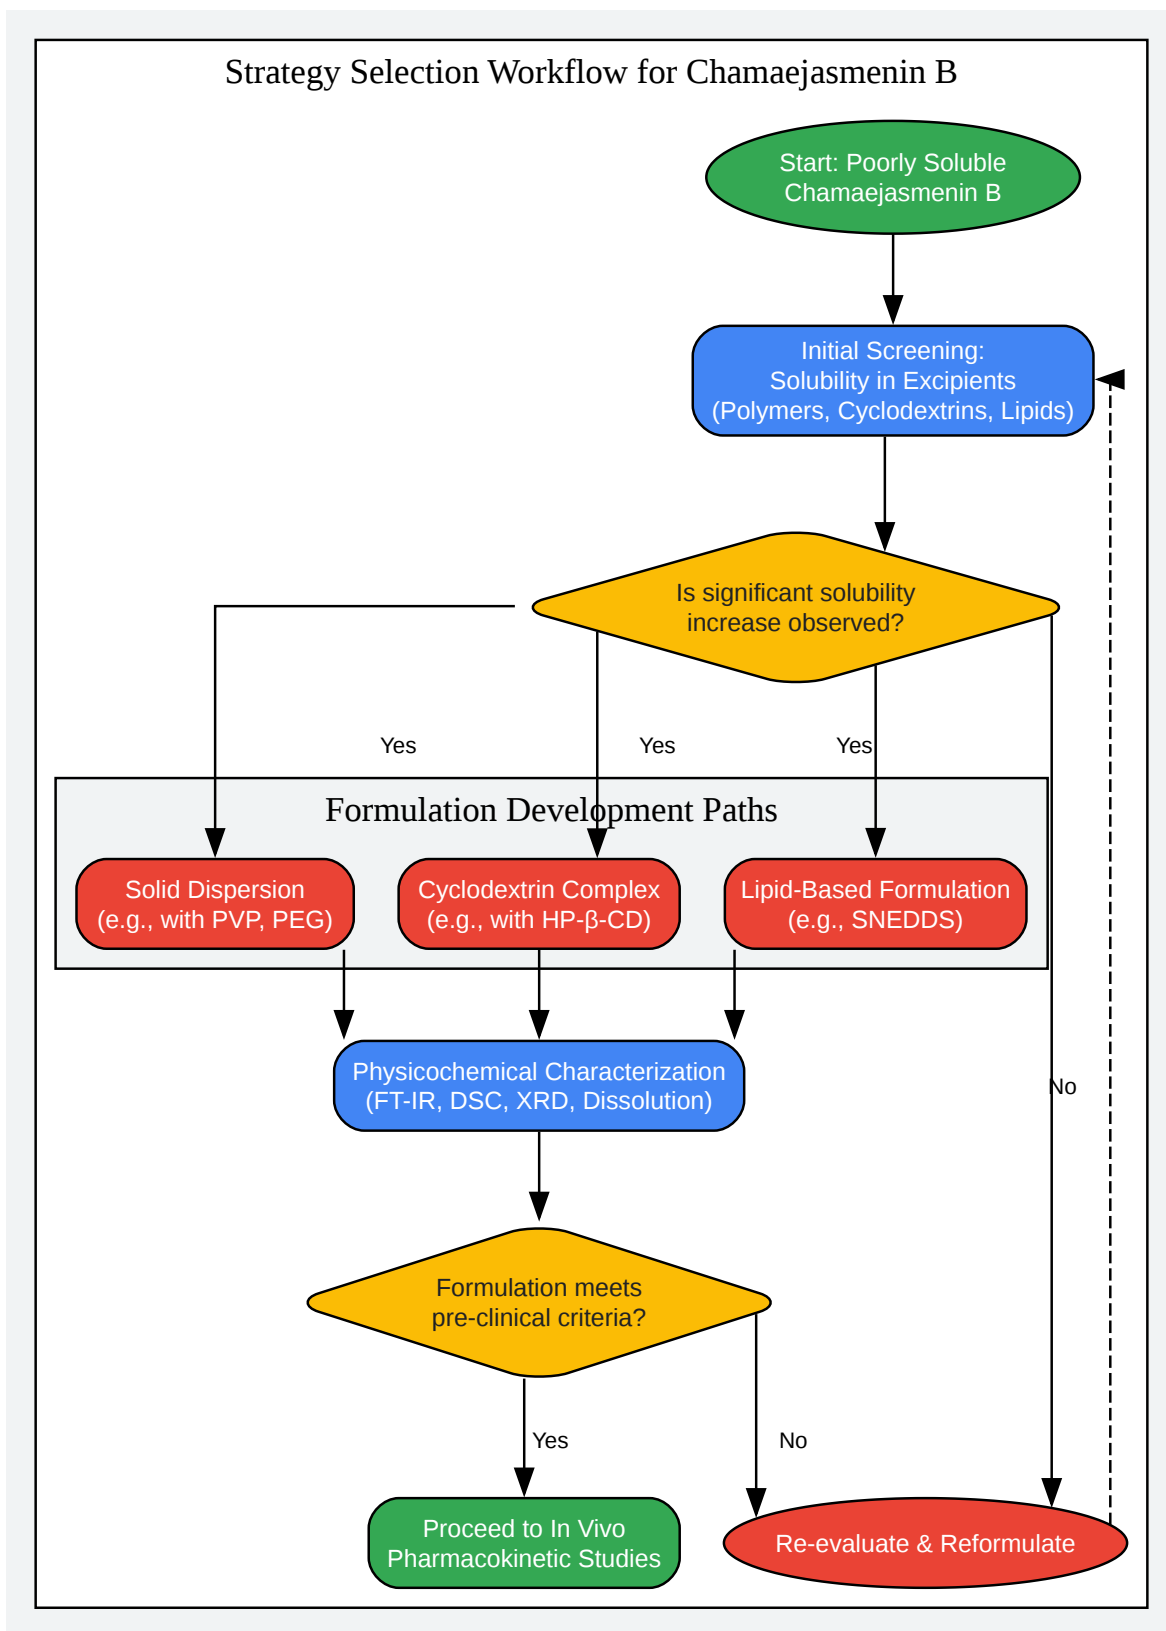 Strategy Selection Workflow for Chamaejasmenin B
Start: Poorly Soluble
Chamaejasmenin B
Initial Screening:
Solubility in Excipients
(Polymers, Cyclodextrins, Lipids)
Is significant solubility
increase observed?
Yes
Yes
Yes
Formulation Development Paths
Solid Dispersion
(e.g., with PVP, PEG)
Cyclodextrin Complex
(e.g., with HP-β-CD)
Lipid-Based Formulation
(e.g., SNEDDS)
Physicochemical Characterization
(FT-IR, DSC, XRD, Dissolution)
No
Formulation meets
pre-clinical criteria?
Yes
No
Proceed to In Vivo
Pharmacokinetic Studies
Re-evaluate & Reformulate